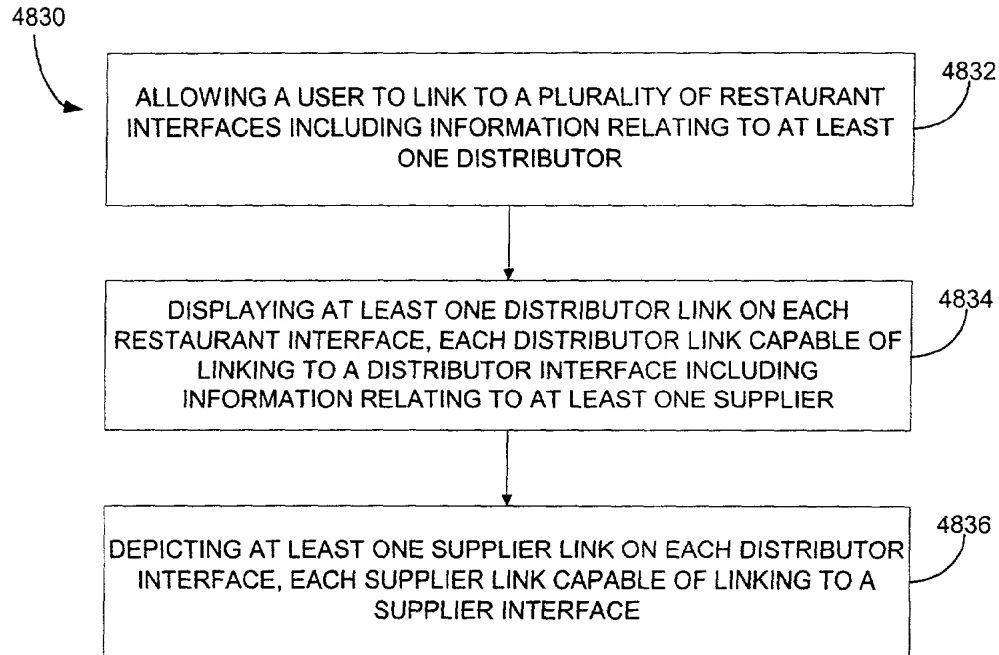 4830
4832
ALLOWING A USER TO LINK TO A PLURALITY OF RESTAURANT
INTERFACES INCLUDING INFORMATION RELATING TO AT LEAST
ONE DISTRIBUTOR
4834
DISPLAYING AT LEAST ONE DISTRIBUTOR LINK ON EACH
RESTAURANT INTERFACE, EACH DISTRIBUTOR LINK CAPABLE OF
LINKING TO A DISTRIBUTOR INTERFACE INCLUDING
INFORMATION RELATING TO AT LEAST ONE SUPPLIER
4836
DEPICTING AT LEAST ONE SUPPLIER LINK ON EACH DISTRIBUTOR
INTERFACE, EACH SUPPLIER LINK CAPABLE OF LINKING TO A
SUPPLIER INTERFACE